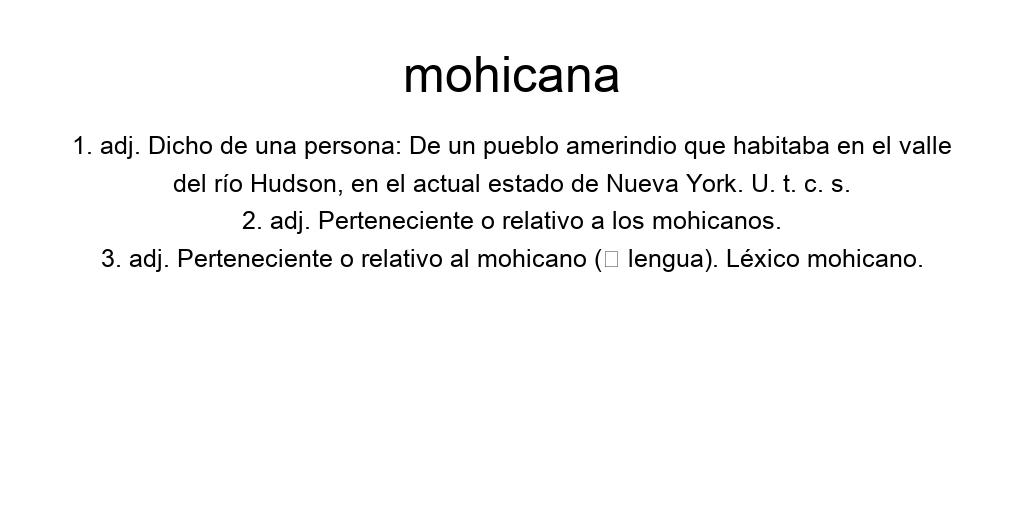 mohicana
1. adj. Dicho de una persona: De un pueblo amerindio que habitaba en el valle
del río Hudson, en el actual estado de Nueva York. U. t. c. s.
2. adj. Perteneciente o relativo a los mohicanos.
3. adj. Perteneciente o relativo al mohicano (□ lengua). Léxico mohicano.